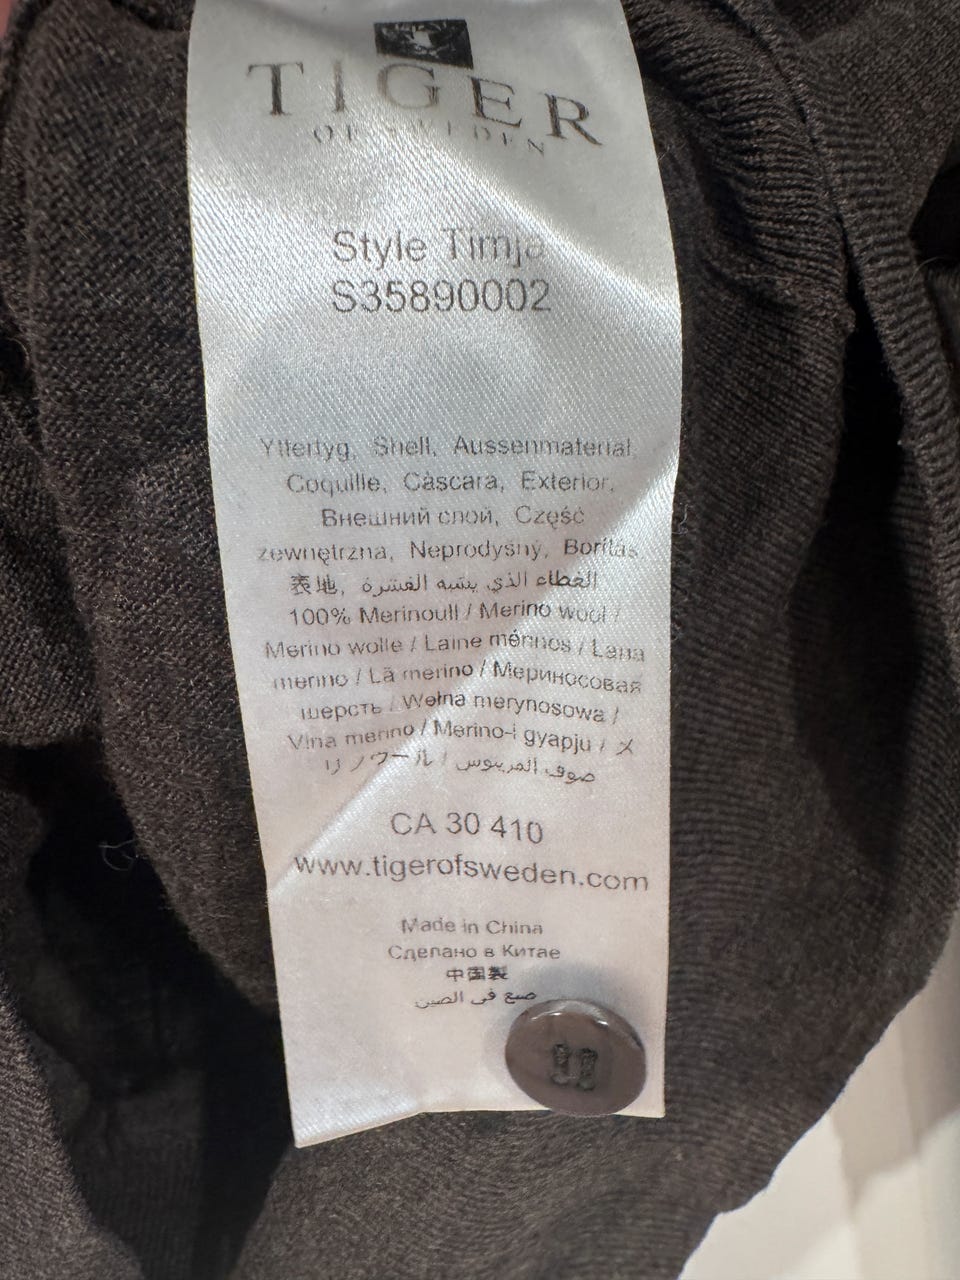 TIGER
OF SWEDEN
Style Timja
S35890002
Yttertyg, Shell, Aussenmaterial,
Coquille, Càscara, Exterior,
Внешний слой, Część
zewnętrzna, Neprodyšný, Borítás
表地, الغطاء الذي يشبه القشرة
100% Merinoull / Merino wool /
Merino wolle / Laine mérinos / Lana
merino / Lã merino / Мериносовая
шерсть / Wełna merynosowa /
Vlna merino / Merino-i gyapju / メ
リノウール / صوف المرينوس
CA 30 410
www.tigerofsweden.com
Made in China
Сделано в Китае
中国製
صنع في الصين